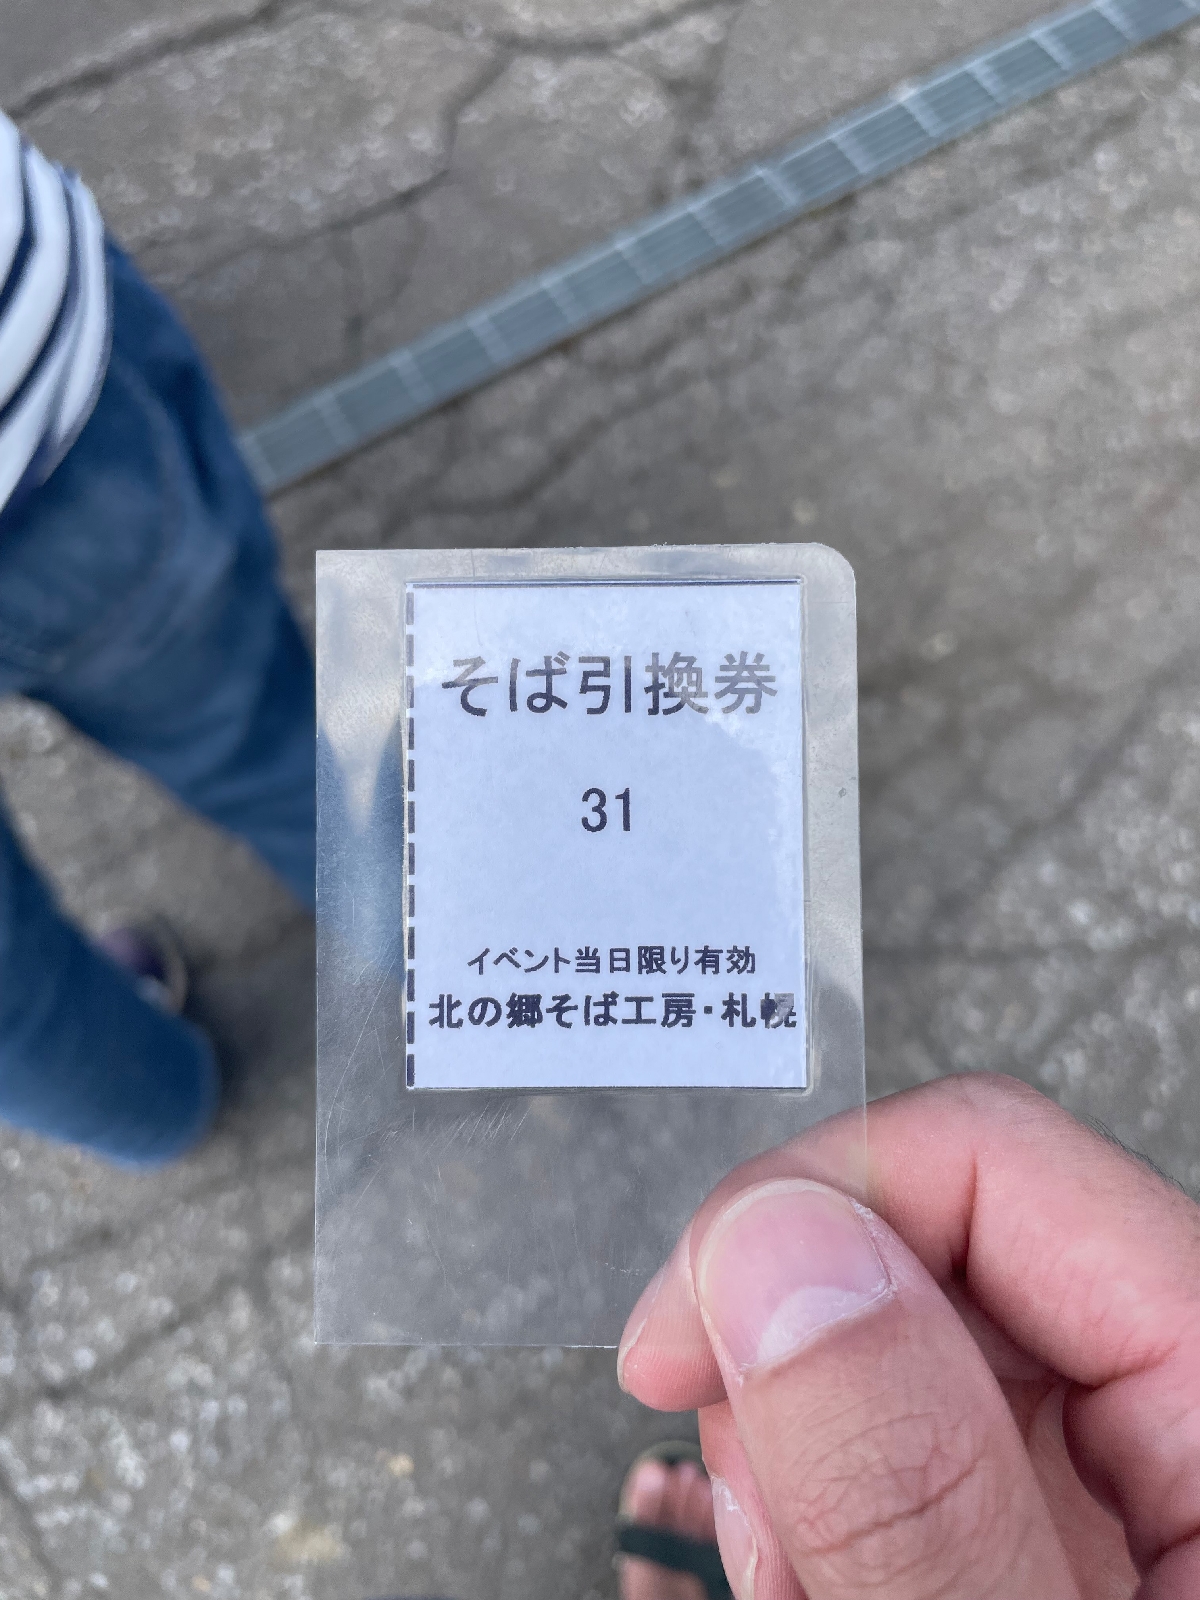 そば引換券
31
イベント当日限り有効
北の郷そば工房・札幌